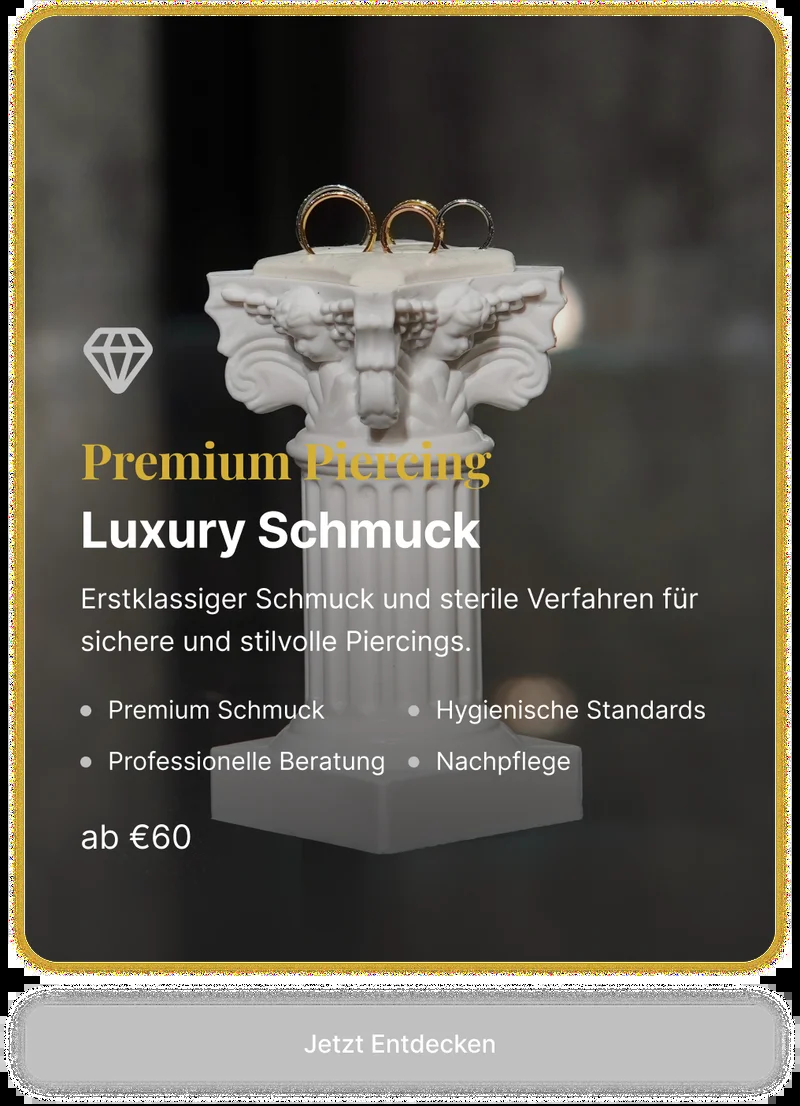 Premium Piercing
Luxury Schmuck
Erstklassiger Schmuck und sterile Verfahren für
sichere und stilvolle Piercings.
Premium Schmuck
Hygienische Standards
Professionelle Beratung
Nachpflege
ab €60
Jetzt Entdecken